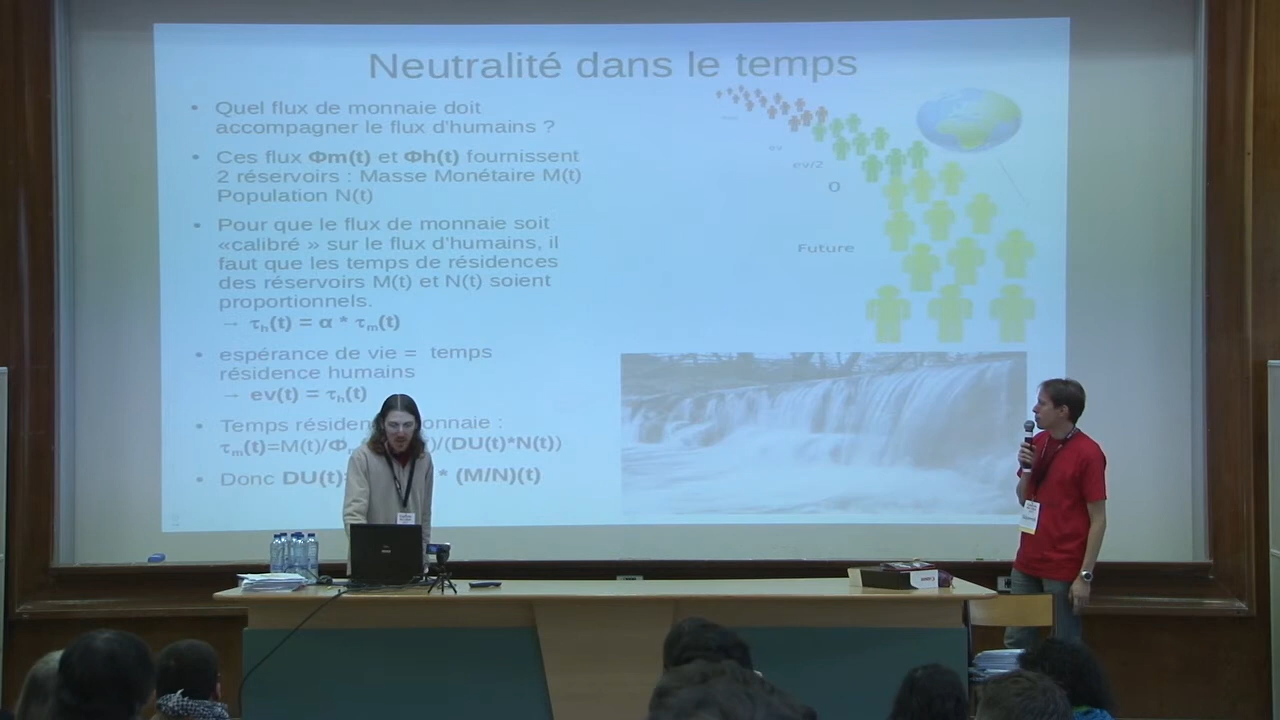 Neutralité dans le temps
• Quel flux de monnaie doit
accompagner le flux d'humains ?
• Ces flux Φm(t) et Φh(t) fournissent
2 réservoirs : Masse Monétaire M(t)
Population N(t)
• Pour que le flux de monnaie soit
«calibré » sur le flux d'humains, il
faut que les temps de résidences
des réservoirs M(t) et N(t) soient
proportionnels.
→ τh(t) = α * τm(t)
• espérance de vie = temps
résidence humains
→ ev(t) = τh(t)
• Temps résiden onnaie :
τm(t)=M(t)/Φ )/(DU(t)*N(t))
• Donc DU(t)= * (M/N)(t)
ev
ev/2
0
Future